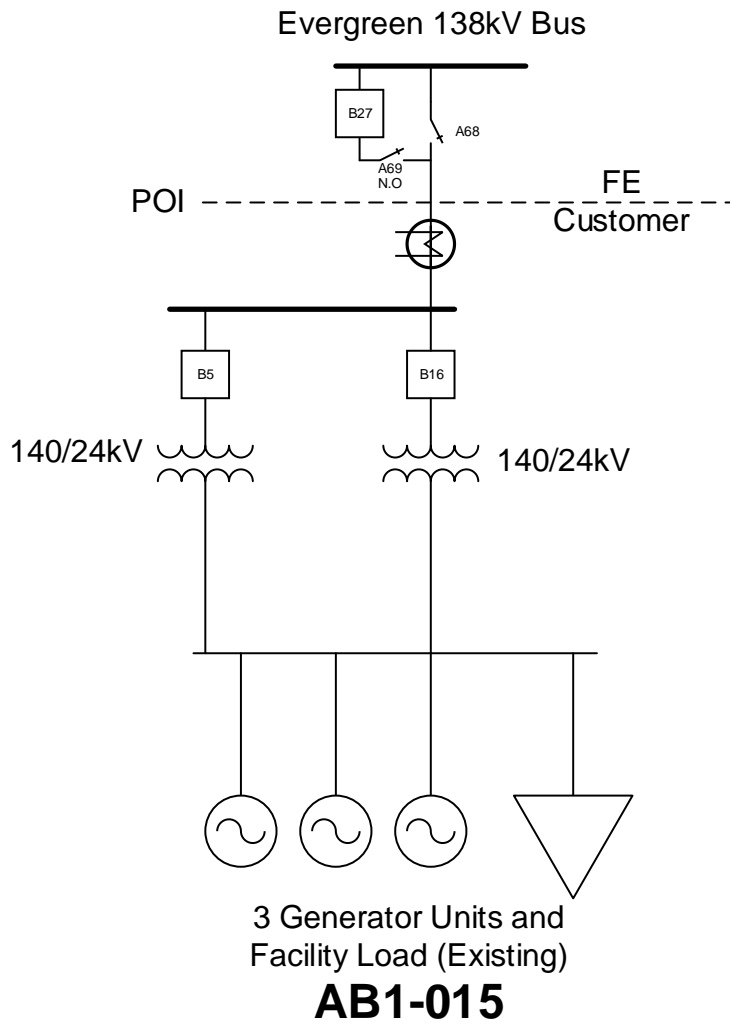 Evergreen 138kV Bus
B27
A68
A69
N.O
POI
FE
Customer
B5
B16
140/24kV
140/24kV
3 Generator Units and
Facility Load (Existing)
AB1-015